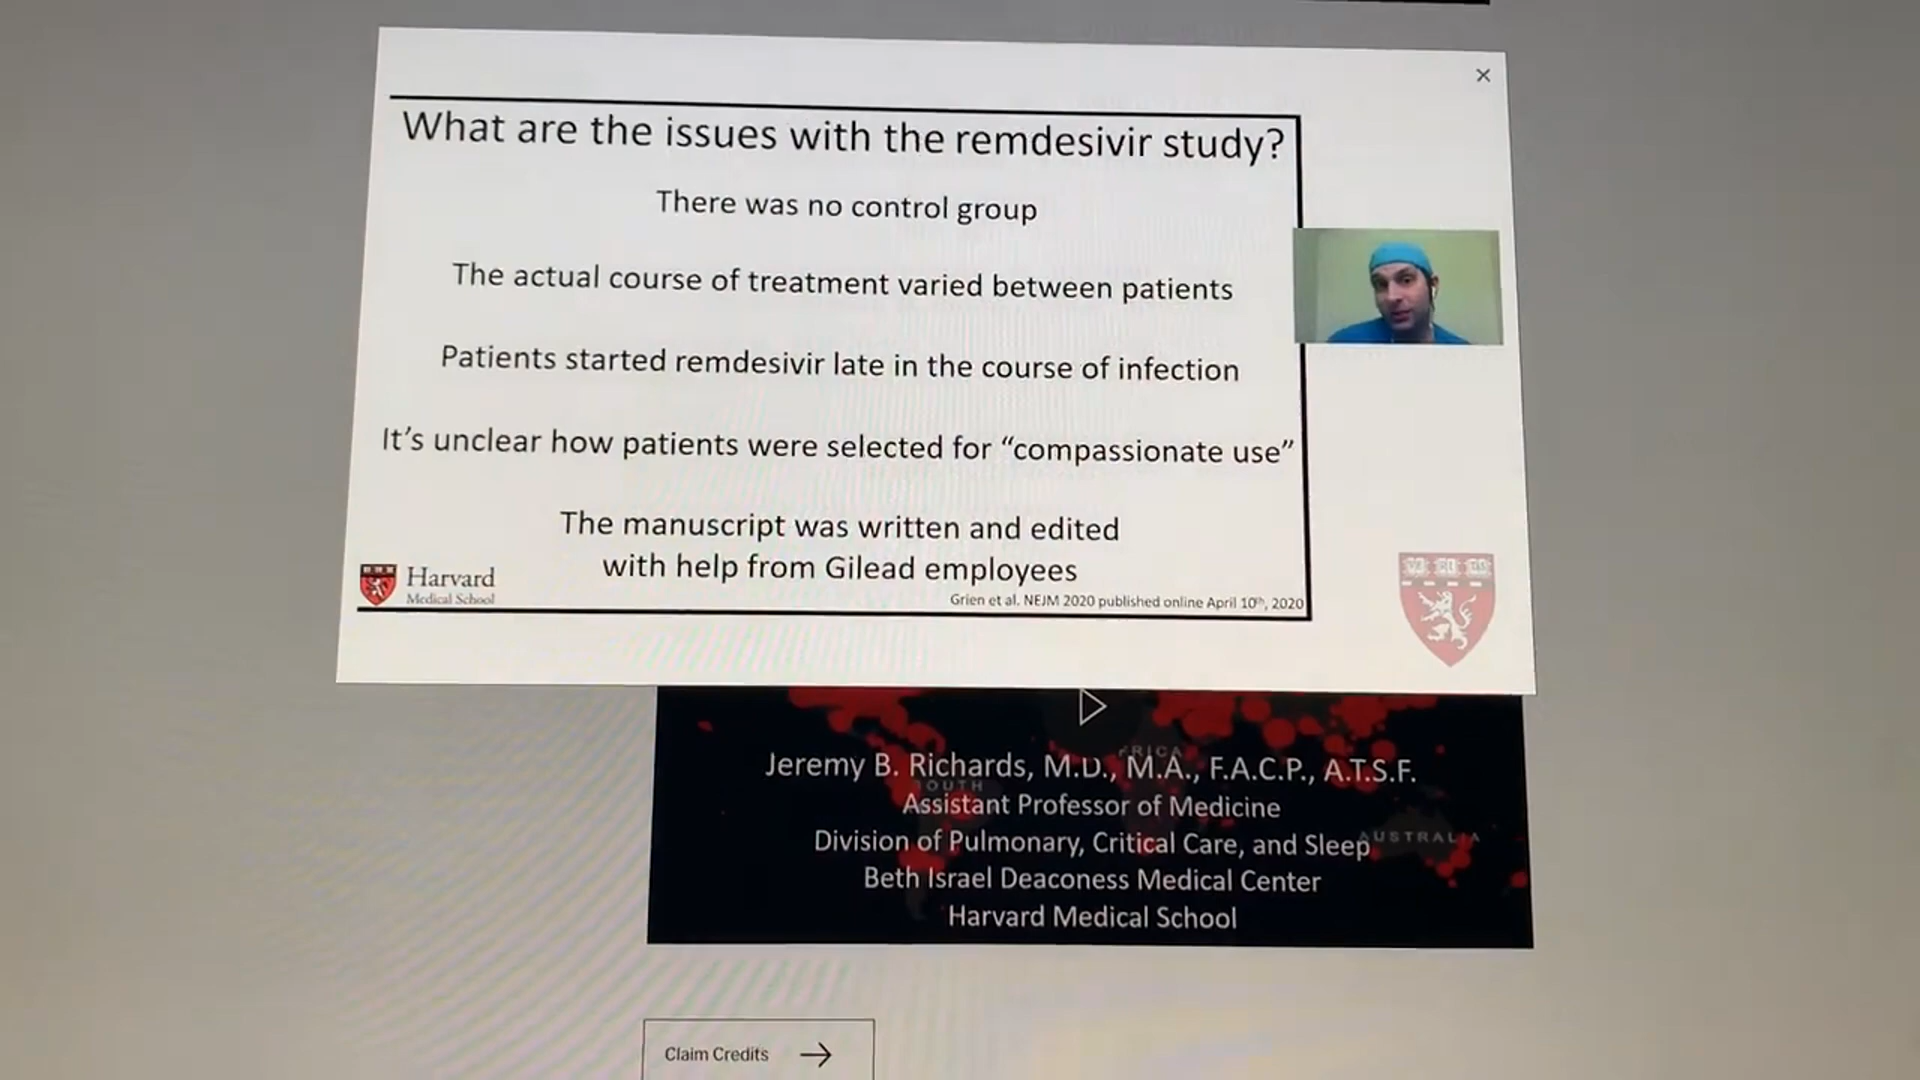 What are the issues with the remdesivir study?
There was no control group
The actual course of treatment varied between patients
Patients started remdesivir late in the course of infection
It's unclear how patients were selected for “compassionate use”
The manuscript was written and edited
with help from Gilead employees
Harvard
Medical School
Grien et al. NEJM 2020 published online April 10th, 2020
Jeremy B. Richards, M.D., M.A., F.A.C.P., A.T.S.F.
Assistant Professor of Medicine
Division of Pulmonary, Critical Care, and Sleep
AUSTRALIA
Beth Israel Deaconess Medical Center
Harvard Medical School
Claim Credits